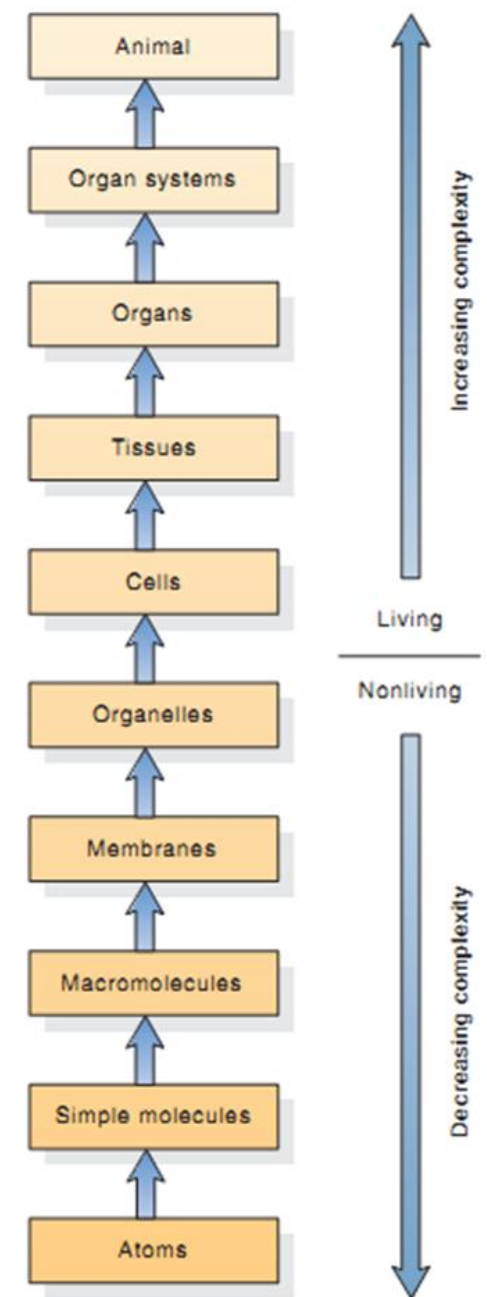 Animal
Organ systems
Organs
Tissues
Cells
Organelles
Membranes
Macromolecules
Simple molecules
Atoms
Increasing complexity
Living
Nonliving
Decreasing complexity